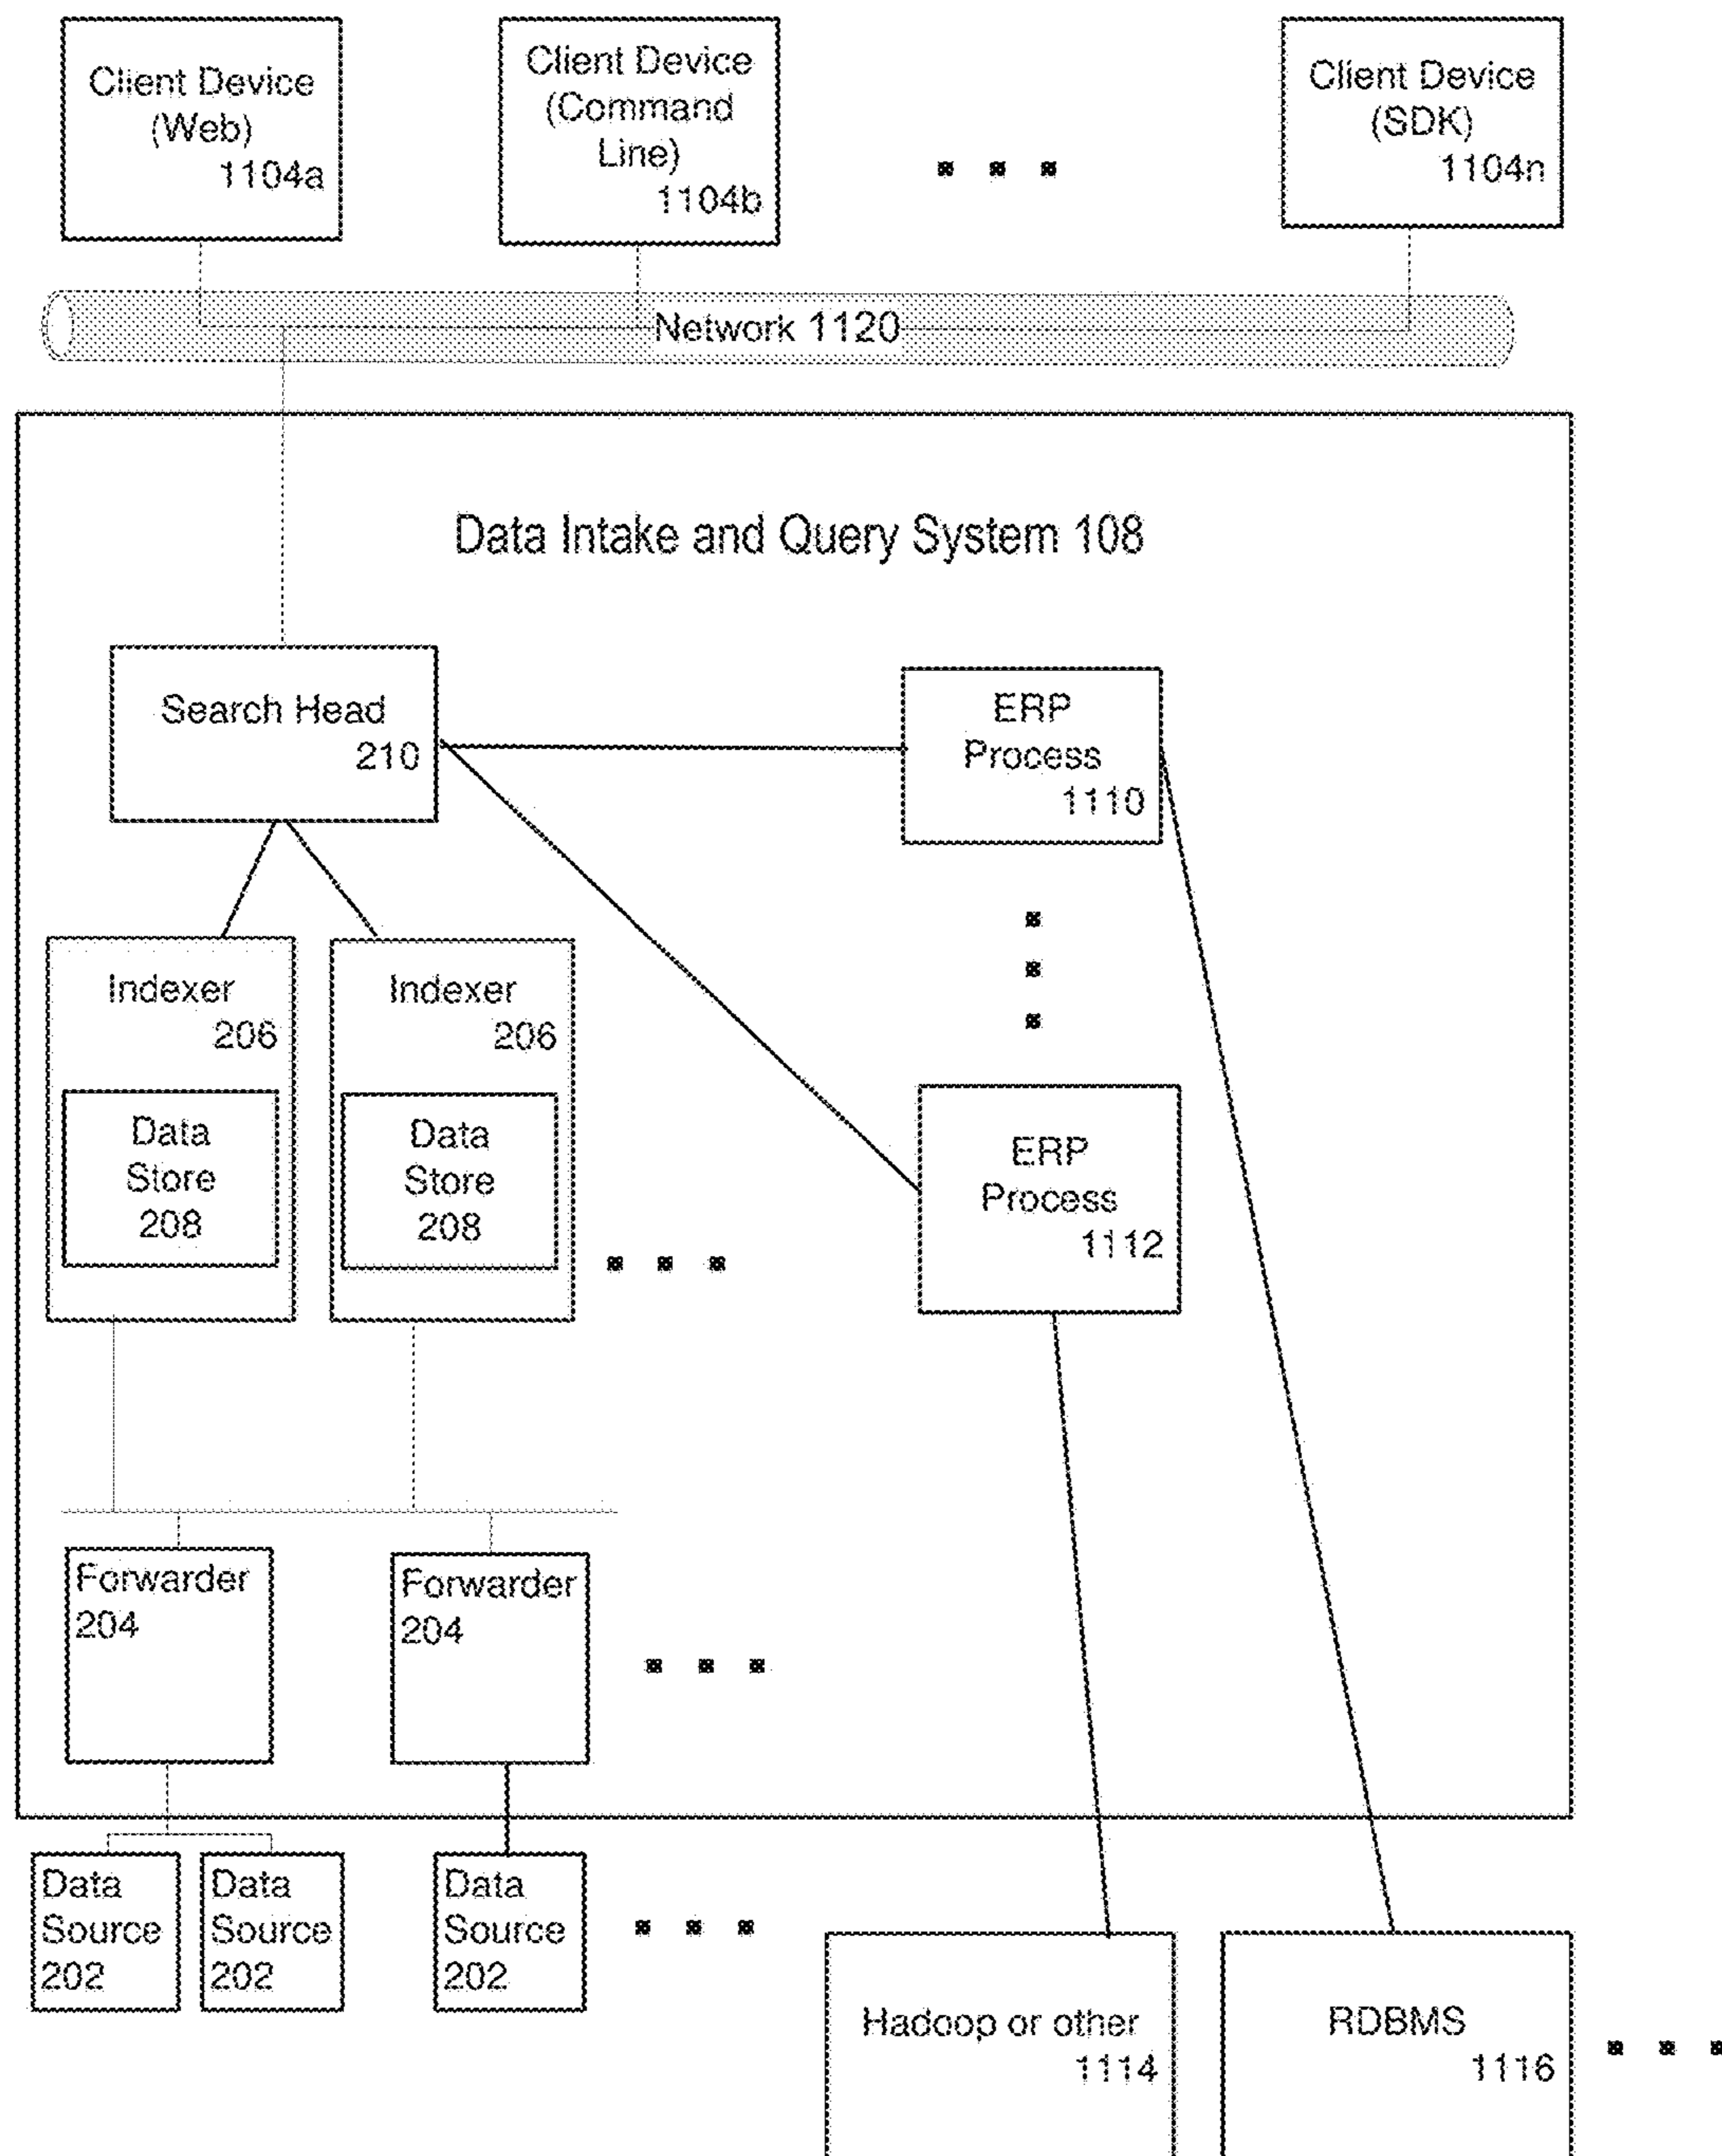 Client Device
(Web)
1104a
Client Device
(Command
Line)
1104b
Client Device
(SDK)
1104n
Network 1120
Data Intake and Query System 108
Search Head
210
ERP
Process
1110
Indexer
206
Data
Store
208
Indexer
206
Data
Store
208
ERP
Process
1112
Forwarder
204
Forwarder
204
Data
Source
202
Data
Source
202
Data
Source
202
Hadoop or other
1114
RDBMS
1116